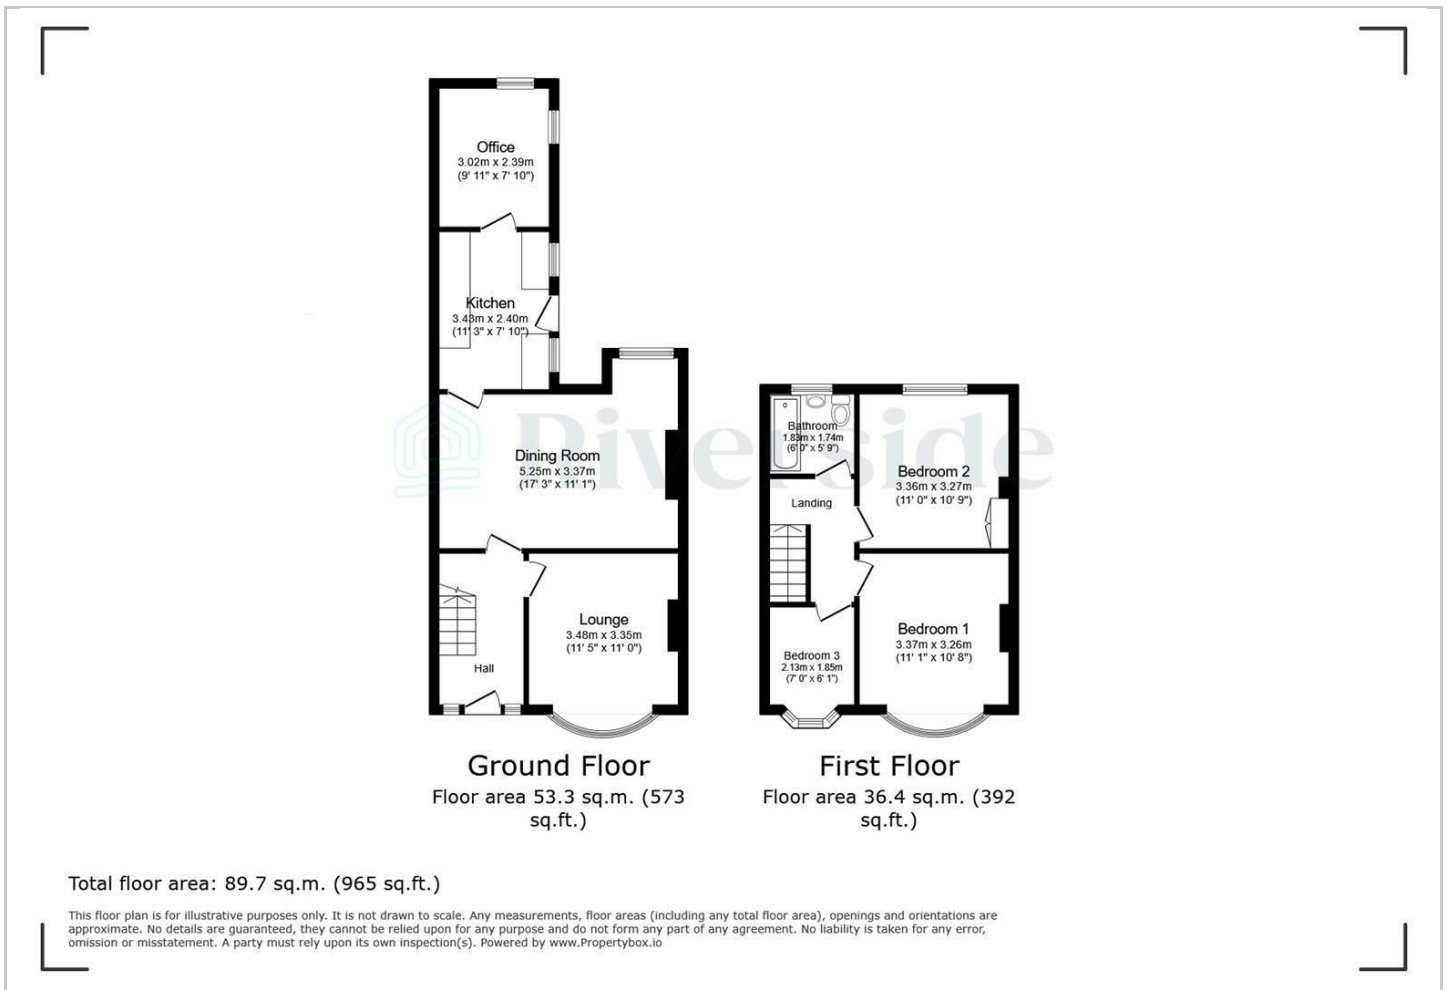 Office
3.02m x 2.39m
(9' 11" x 7' 10")
Kitchen
3.43m x 2.40m
(11' 3" x 7' 10")
Dining Room
5.25m x 3.37m
(17' 3" x 11' 1")
Lounge
3.48m x 3.35m
(11' 5" x 11' 0")
Hall
Riverside
Bathroom
1.83m x 1.74m
(6' 0" x 5' 9")
Bedroom 2
3.36m x 3.27m
(11' 0" x 10' 9")
Landing
Bedroom 1
3.37m x 3.26m
(11' 1" x 10' 8")
Bedroom 3
2.13m x 1.85m
(7' 0" x 6' 1")
Ground Floor
Floor area 53.3 sq.m. (573
sq.ft.)
First Floor
Floor area 36.4 sq.m. (392
sq.ft.)
Total floor area: 89.7 sq.m. (965 sq.ft.)
This floor plan is for illustrative purposes only. It is not drawn to scale. Any measurements, floor areas (including any total floor area), openings and orientations are
approximate. No details are guaranteed, they cannot be relied upon for any purpose and do not form any part of any agreement. No liability is taken for any error,
omission or misstatement. A party must rely upon its own inspection(s). Powered by www.Propertybox.io